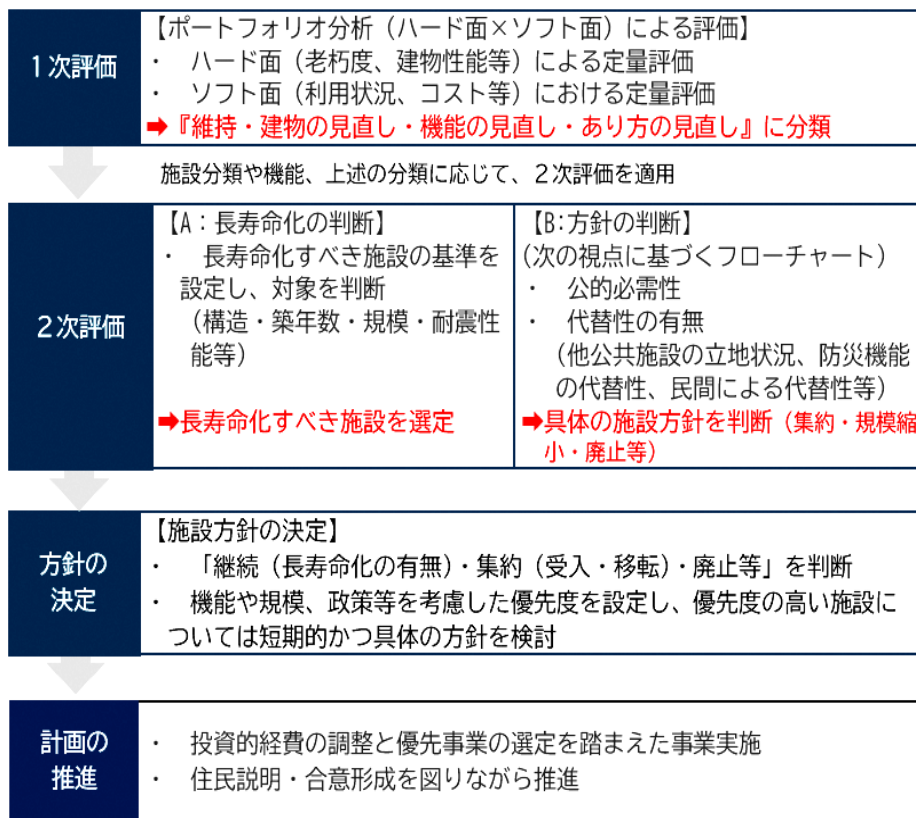 1次評価
【ポートフォリオ分析（ハード面×ソフト面）による評価】
・ ハード面（老朽度、建物性能等）による定量評価
・ ソフト面（利用状況、コスト等）における定量評価
➡『維持・建物の見直し・機能の見直し・あり方の見直し』に分類
施設分類や機能、上述の分類に応じて、２次評価を適用
２次評価
【A：長寿命化の判断】
・ 長寿命化すべき施設の基準を
設定し、対象を判断
（構造・築年数・規模・耐震性
能等）
➡長寿命化すべき施設を選定
【B:方針の判断】
(次の視点に基づくフローチャート）
・ 公的必需性
・ 代替性の有無
（他公共施設の立地状況、防災機能
の代替性、民間による代替性等）
➡具体の施設方針を判断（集約・規模縮
小・廃止等）
方針の
決定
【施設方針の決定】
・ 「継続（長寿命化の有無）・集約（受入・移転）・廃止等」を判断
・ 機能や規模、政策等を考慮した優先度を設定し、優先度の高い施設に
ついては短期的かつ具体の方針を検討
計画の
推進
・ 投資的経費の調整と優先事業の選定を踏まえた事業実施
・ 住民説明・合意形成を図りながら推進